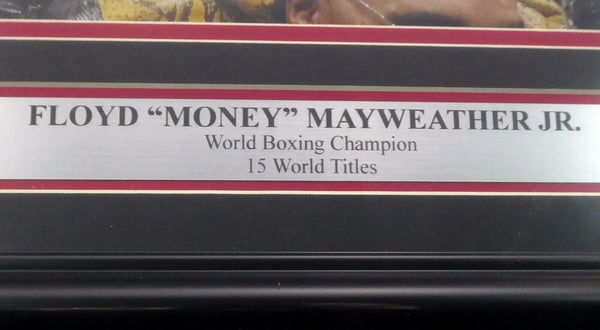 FLOYD “MONEY” MAYWEATHER JR.
World Boxing Champion
15 World Titles